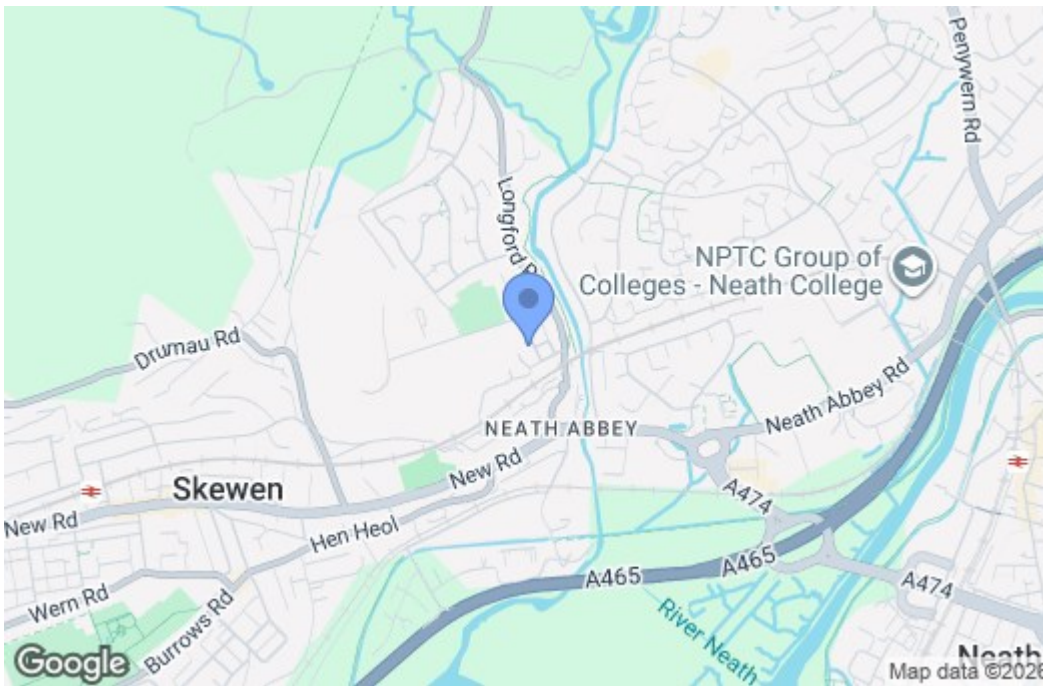 Penywern Rd
Longford
NPTC Group of
Colleges - Neath College
Drumau Rd
Neath Abbey Rd
NEATH ABBEY
New Rd
Skewen
A474
New Rd
Hen Heol
A465
A465
A474
Wern Rd
Burrows Rd
River Neath
Neath
Google
Map data ©2026